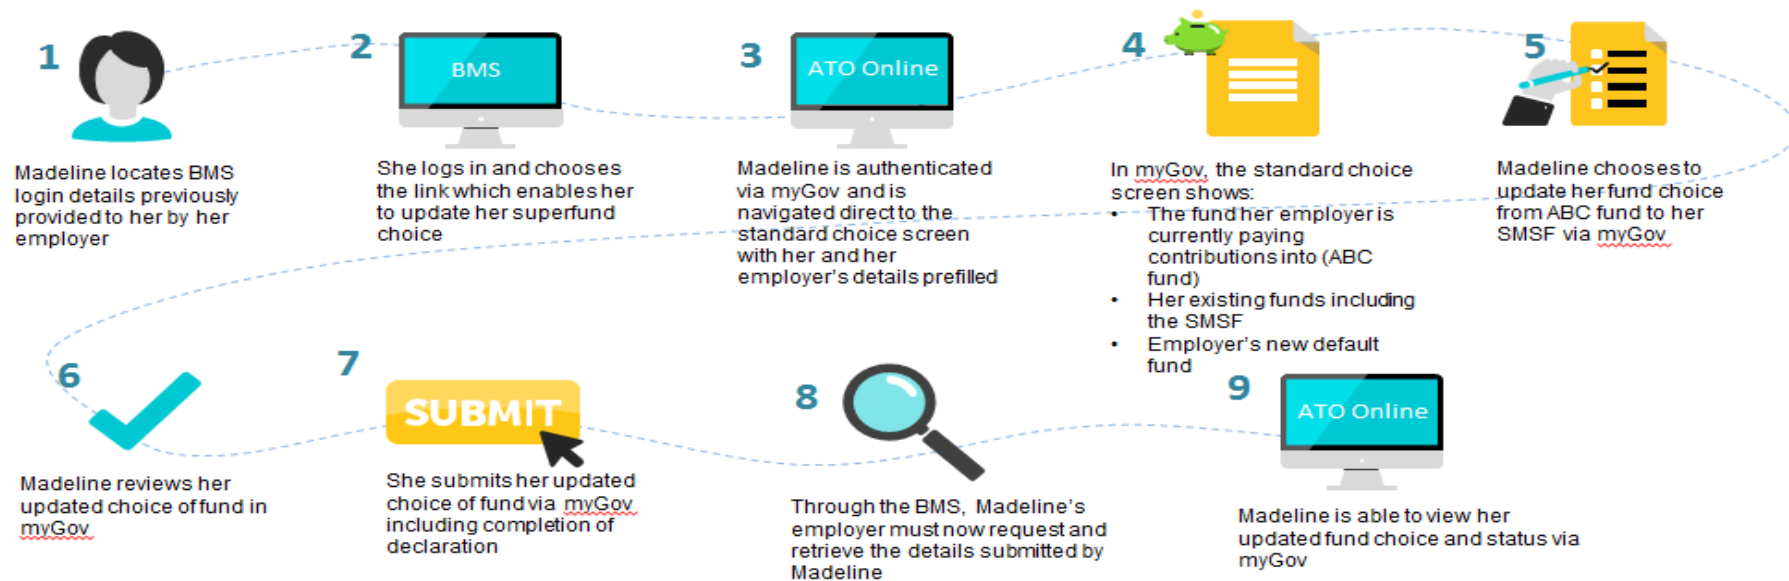 1
Madeline locates BMS
login details previously
provided to her by her
employer
2
BMS
She logs in and chooses
the link which enables her
to update her superfund
choice
3
ATO Online
Madeline is authenticated
via myGov and is
navigated direct to the
standard choice screen
with her and her
employer's details prefilled
4
In myGov, the standard choice
screen shows:
• The fund her employer is
currently paying
contributions into (ABC
fund)
• Her existing funds including
the SMSF
• Employer's new default
fund
5
Madeline chooses to
update her fund choice
from ABC fund to her
SMSF via myGov
6
Madeline reviews her
updated choice of fund in
myGov
7
SUBMIT
She submits her updated
choice of fund via myGov
including completion of
declaration
8
Through the BMS, Madeline's
employer must now request and
retrieve the details submitted by
Madeline
9
ATO Online
Madeline is able to view her
updated fund choice and status via
myGov